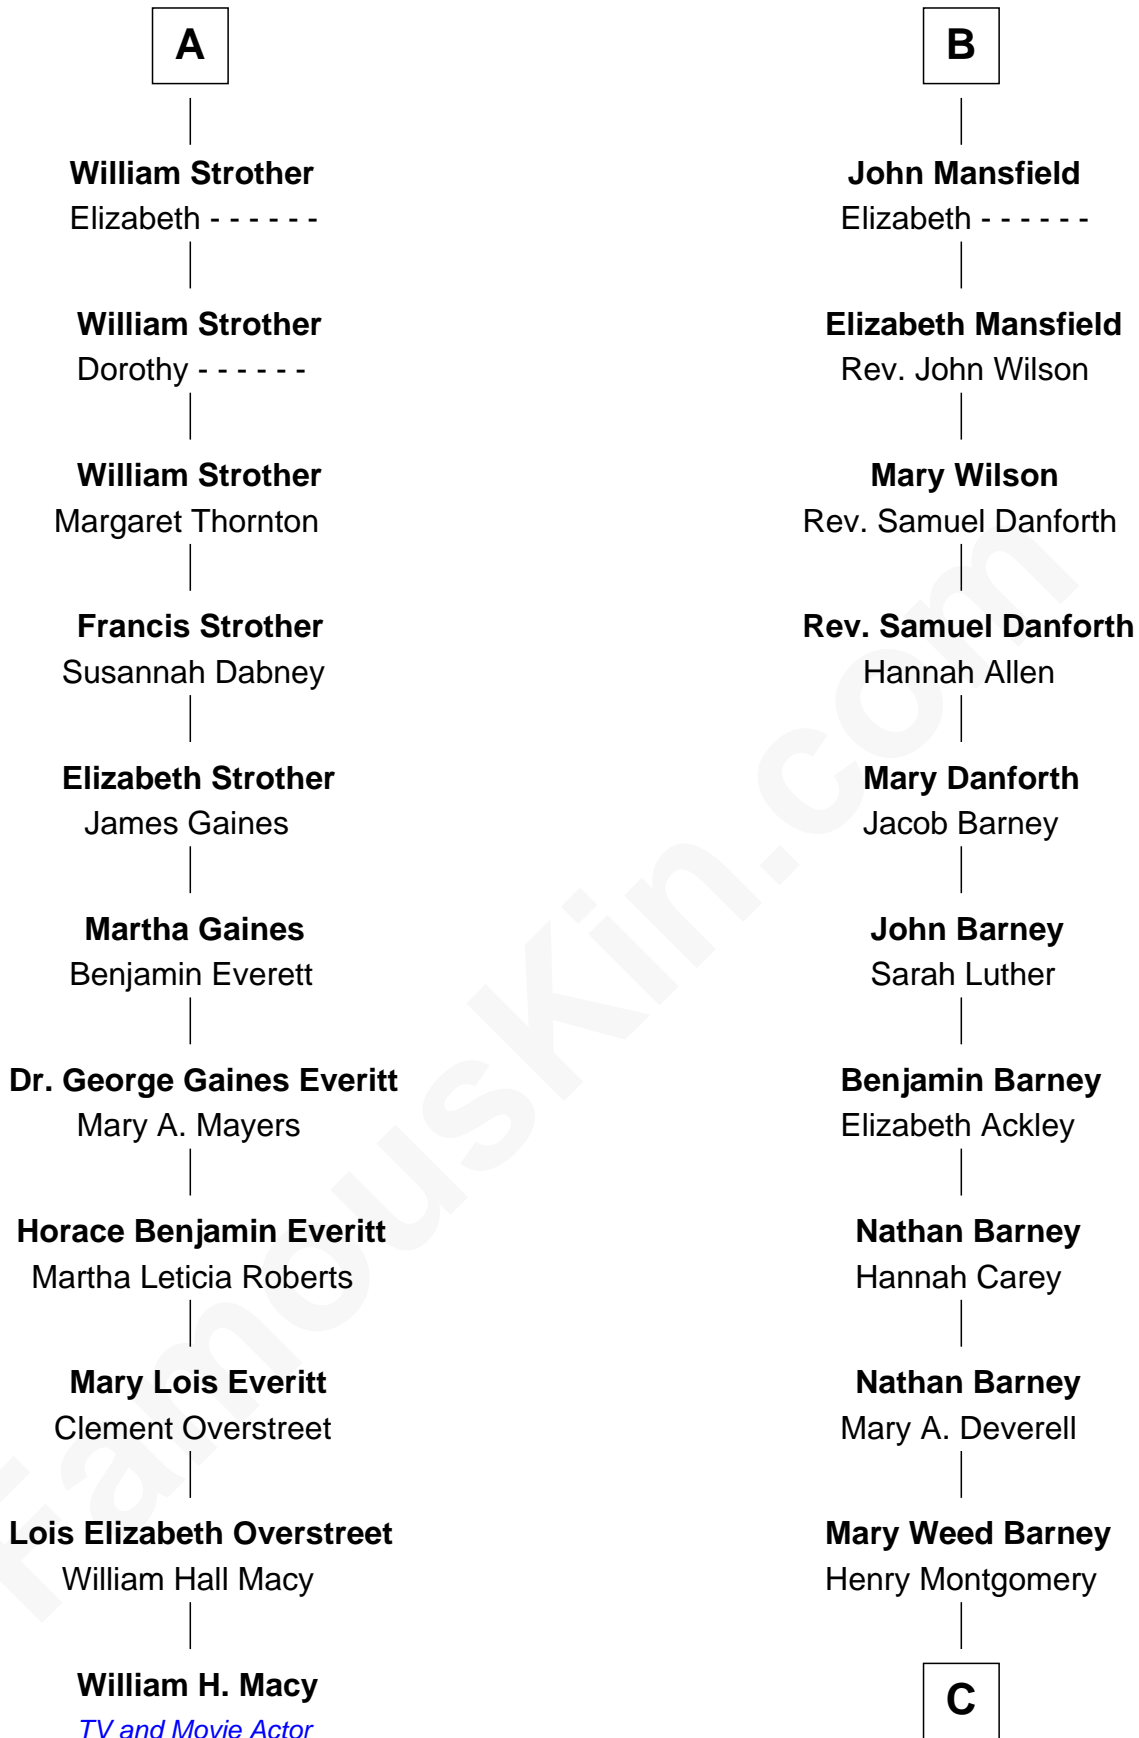 A
William Strother
Elizabeth - - - - - -
William Strother
Dorothy - - - - - -
William Strother
Margaret Thornton
Francis Strother
Susannah Dabney
Elizabeth Strother
James Gaines
Martha Gaines
Benjamin Everett
Dr. George Gaines Everitt
Mary A. Mayers
Horace Benjamin Everitt
Martha Leticia Roberts
Mary Lois Everitt
Clement Overstreet
Lois Elizabeth Overstreet
William Hall Macy
William H. Macy
TV and Movie Actor
B
John Mansfield
Elizabeth - - - - - -
Elizabeth Mansfield
Rev. John Wilson
Mary Wilson
Rev. Samuel Danforth
Rev. Samuel Danforth
Hannah Allen
Mary Danforth
Jacob Barney
John Barney
Sarah Luther
Benjamin Barney
Elizabeth Ackley
Nathan Barney
Hannah Carey
Nathan Barney
Mary A. Deverell
Mary Weed Barney
Henry Montgomery
C
FamousKin.com